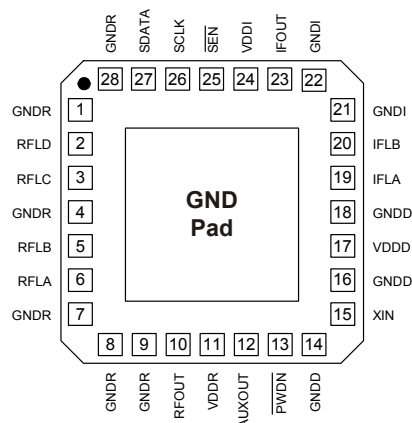 GNDR SDATA SCLK SEN VDDI IFOUT GNDI
28 27 26 25 24 23 22
GNDR 1 21 GNDI
RFLD 2 20 IFLB
RFLC 3 19 IFLA
GNDR 4 18 GNDD
GND
Pad
RFLB 5 17 VDDD
RFLA 6 16 GNDD
GNDR 7 15 XIN
8 9 10 11 12 13 14
GNDR GNDR RFOUT VDDR AUXOUT PWDN GNDD